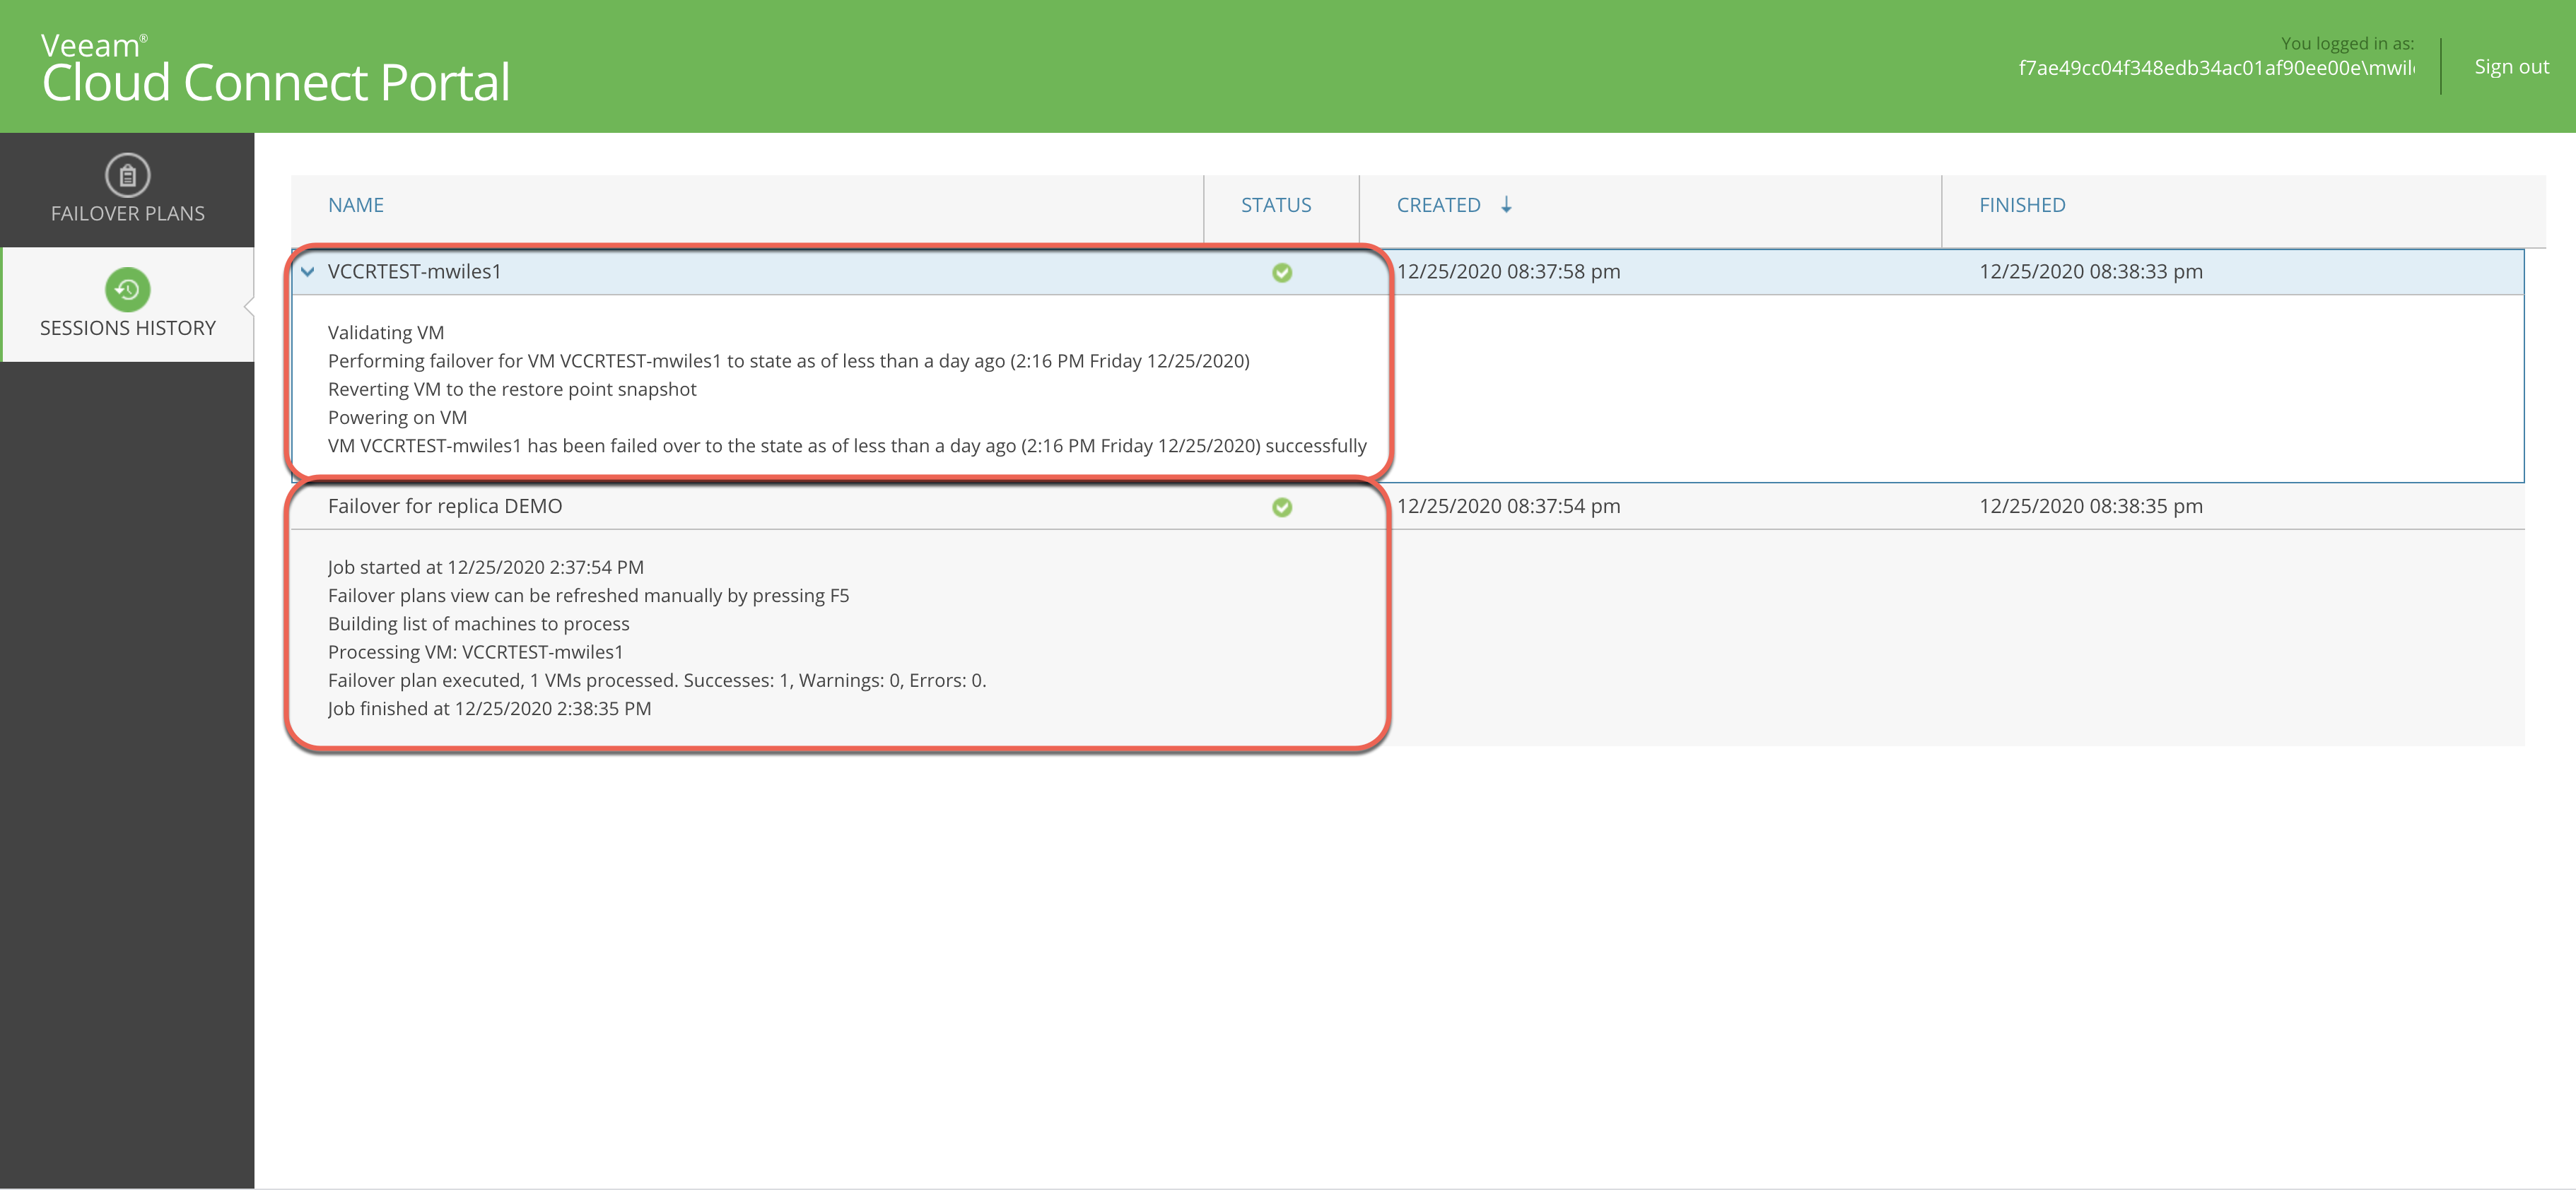 Veeam®
Cloud Connect Portal
You logged in as:
f7ae49cc04f348edb34ac01af90ee00e\mwil
Sign out
FAILOVER PLANS
SESSIONS HISTORY
NAME STATUS CREATED FINISHED
VCCRTEST-mwiles1 12/25/2020 08:37:58 pm 12/25/2020 08:38:33 pm
Validating VM
Performing failover for VM VCCRTEST-mwiles1 to state as of less than a day ago (2:16 PM Friday 12/25/2020)
Reverting VM to the restore point snapshot
Powering on VM
VM VCCRTEST-mwiles1 has been failed over to the state as of less than a day ago (2:16 PM Friday 12/25/2020) successfully
Failover for replica DEMO 12/25/2020 08:37:54 pm 12/25/2020 08:38:35 pm
Job started at 12/25/2020 2:37:54 PM
Failover plans view can be refreshed manually by pressing F5
Building list of machines to process
Processing VM: VCCRTEST-mwiles1
Failover plan executed, 1 VMs processed. Successes: 1, Warnings: 0, Errors: 0.
Job finished at 12/25/2020 2:38:35 PM